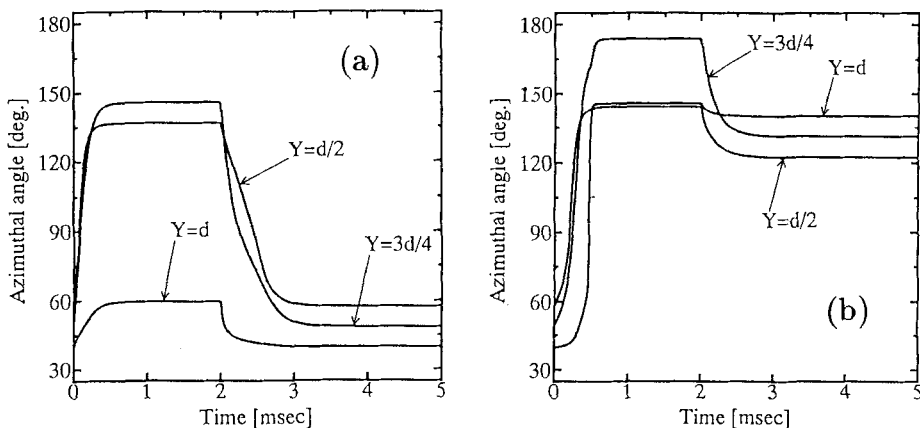 180
150
120
90
60
30
Azimuthal angle [deg.]
(a)
Y=d/2
Y=d
Y=3d/4
0
1
2
3
4
5
Time [msec]
180
150
120
90
60
30
Azimuthal angle [deg.]
Y=3d/4
Y=d
Y=d/2
(b)
0
1
2
3
4
5
Time [msec]